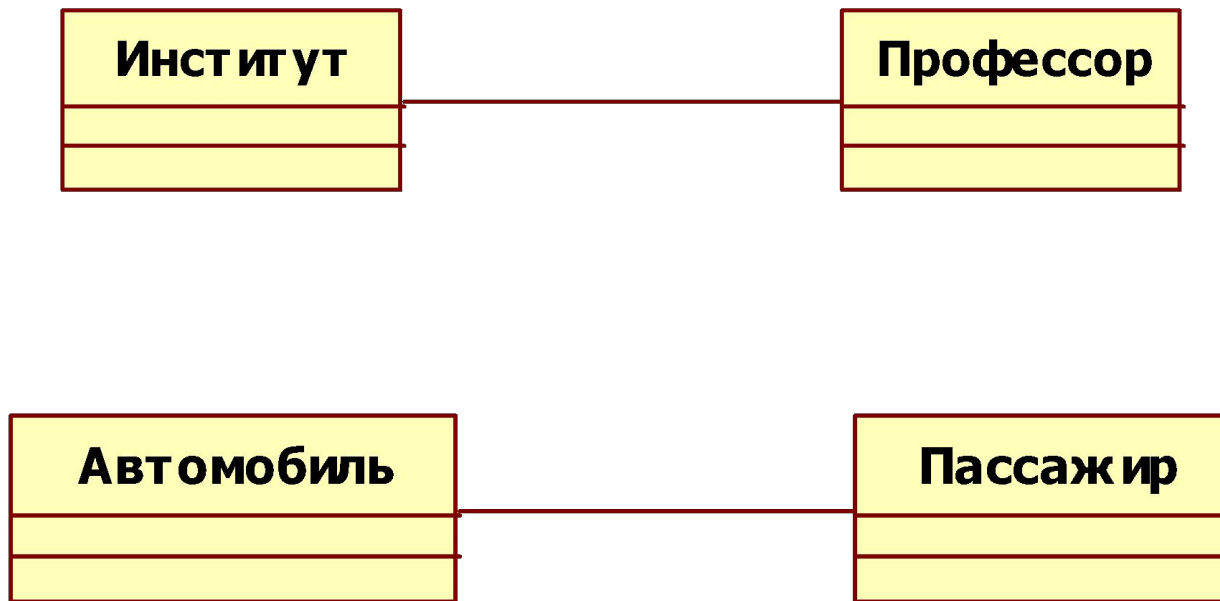 Институт
Профессор
Автомобиль
Пассажир